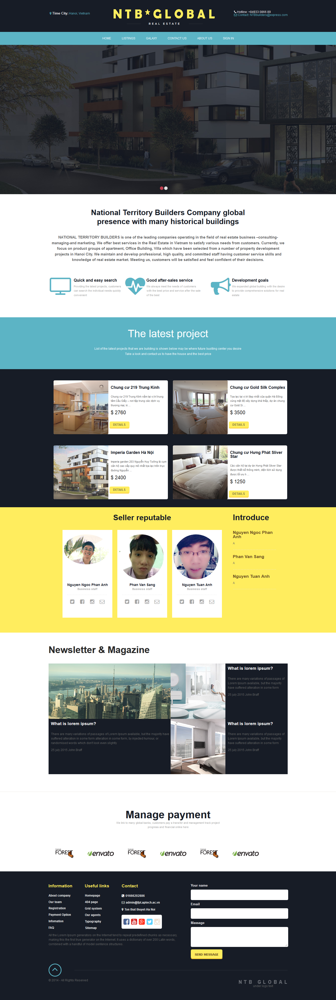 Time City: Hanoi, Vietnam
NTB★GLOBAL
REAL ESTATE
Hotline: +84933 0866 89
Contact: NTBbuilders@express.com
HOME LISTINGS GALAXY CONTACT US ABOUT US SIGN IN
National Territory Builders Company global
presence with many historical buildings
NATIONAL TERRITORY BUILDERS is one of the leading companies operating in the field of real estate business –consulting-
managing-and marketing. We offer best services in the Real Estate in Vietnam to satisfy various needs from customers. Currently, we
focus on product groups of apartment, Office Building, Villa which have been selected from a number of property development
projects in Hanoi City. We maintain and develop professional, high quality, and committed staff having customer service skills and
knowledge of real estate market. Meeting us, customers will be satisfied and feel confident of their decisions.
Quick and easy search
Providing the latest projects, customers
can search the individual needs quickly
convenient
Good after-sales service
We always meet the needs of customers
with the best price and service after the sale
of the best
Development goals
We expanded global building with the desire
to provide comprehensive solutions for real
estate
The latest project
List of the latest projects that we are building is shown below may be where future bustling center you desire
Take a look and contact us to have the house and the best price
Chung cư 219 Trung Kính
Chung cư 219 Trung Kính nằm tại vị trí trung
tâm Cầu Giấy – nơi tập trung các dịch vụ
thương mại, ki ...
$ 2760
DETAILS
Chung cư Gold Silk Complex
Tọa lạc tại vị trí đẹp nhất của quận Hà Đông
cùng mật độ xây dựng khá thấp, dự án chung
cư Gold Si ...
$ 3500
DETAILS
Imperia Garden Hà Nội
Imperia garden 203 Nguyễn Huy Tưởng là cụm
căn hộ cao cấp quy mô nhất tọa lạc trên trục
đường Nguyễn ...
$ 2400
DETAILS
Chung cư Hưng Phát Sliver
Star
Các căn hộ tại dự án Hưng Phát Sliver Star
được thiết kế thông minh, diện tích sử dụng
được tối ưu h ...
$ 1250
DETAILS
Seller reputable
Nguyen Ngoc Phan Anh
Business staff
Phan Van Sang
Business staff
Nguyen Tuan Anh
Business staff
Introduce
Nguyen Ngoc Phan
Anh
A
Phan Van Sang
A
Nguyen Tuan Anh
A
Newsletter & Magazine
What is lorem ipsum?
There are many variations of passages of
Lorem Ipsum available, but the majority
have suffered alteration in some form
25 july 2015 John Braff
What is lorem ipsum?
There are many variations of passages of Lorem Ipsum available, but the majority have
suffered alteration in some form alteration in some form, by injected humour, or
randomised words which don't look even slightly
25 july 2015 John Braff
What is lorem ipsum?
There are many variations of passages of
Lorem Ipsum available, but the majority
have suffered alteration in some form
25 july 2015 John Braff
Manage payment
We link to many global banks, customers pay a transfer and management track project
progress and financial online here
THEME FOREST envato THEME FOREST envato THEME FOREST envato
Information
About company
Our team
Registration
Payment Option
Infomation
FAQ
Useful links
Homepage
404 page
Grid system
Our agents
Typography
Sitemap
Contact
01666202886
admin@fpt.aptech.ac.vn
Ton that thuyet-Ha Noi
You Tube
All the Lorem Ipsum generators on the Internet tend to repeat predefined chunks as necessary,
making this the first true generator on the Internet. It uses a dictionary of over 200 Latin words,
combined with a handful of model sentence structures.
Your name
Email
Massage
SEND MESSAGE
© 2014 - All Rights Reserved
NTB GLOBAL
under logo text